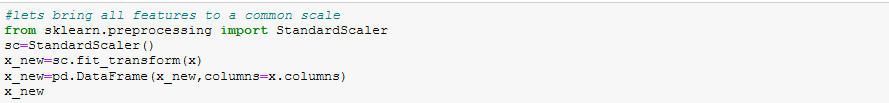 #lets bring all features to a common scale
from sklearn.preprocessing import StandardScaler
sc=StandardScaler()
x_new=sc.fit_transform(x)
x_new=pd.DataFrame(x_new,columns=x.columns)
x_new